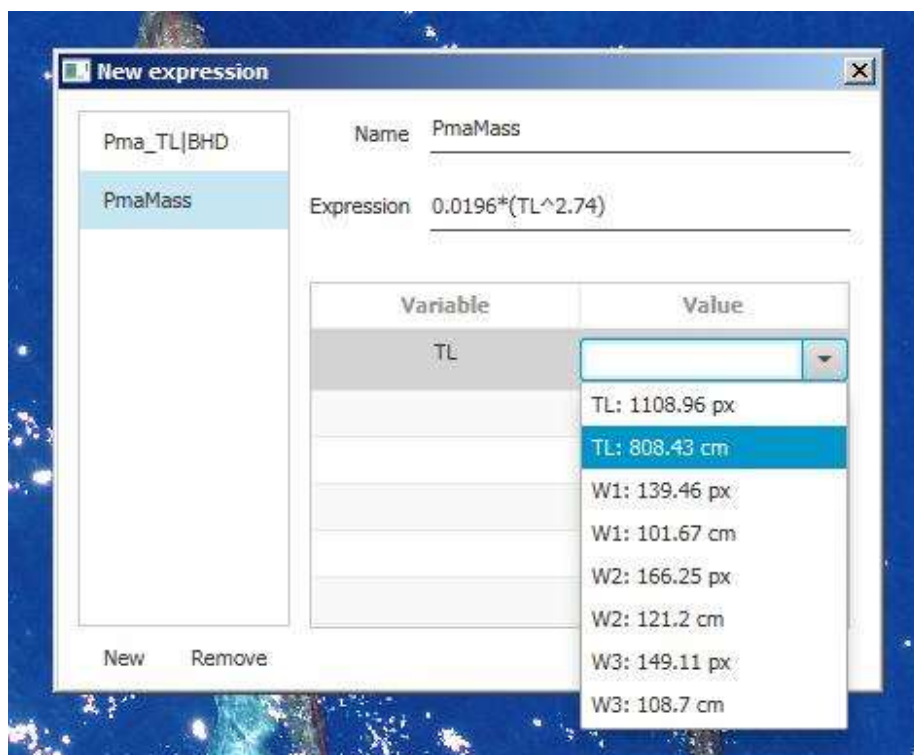 New expression
Pma_TL|BHD
PmaMass
Name PmaMass
Expression 0.0196*(TL^2.74)
Variable Value
TL
TL: 1108.96 px
TL: 808.43 cm
W1: 139.46 px
W1: 101.67 cm
W2: 166.25 px
W2: 121.2 cm
W3: 149.11 px
W3: 108.7 cm
New Remove